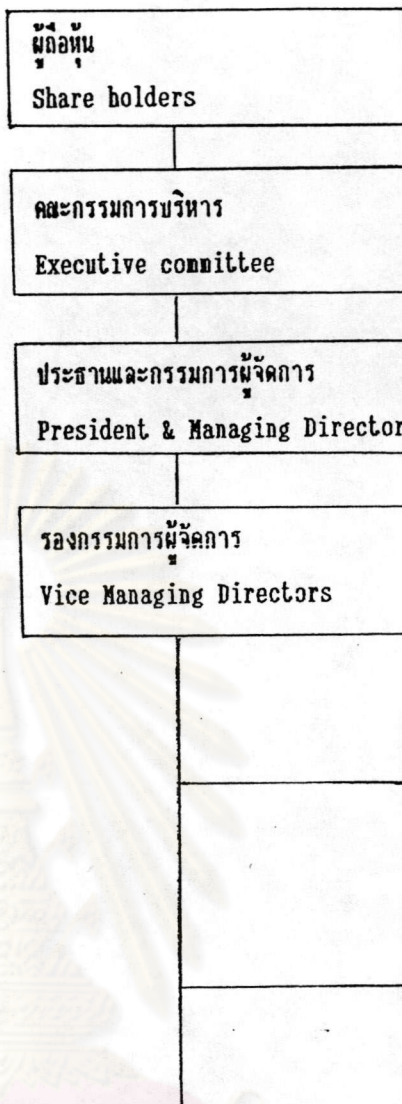 ผู้ถือหุ้น
Share holders
คณะกรรมการบริหาร
Executive committee
ประธานและกรรมการผู้จัดการ
President & Managing Director
รองกรรมการผู้จัดการ
Vice Managing Directors